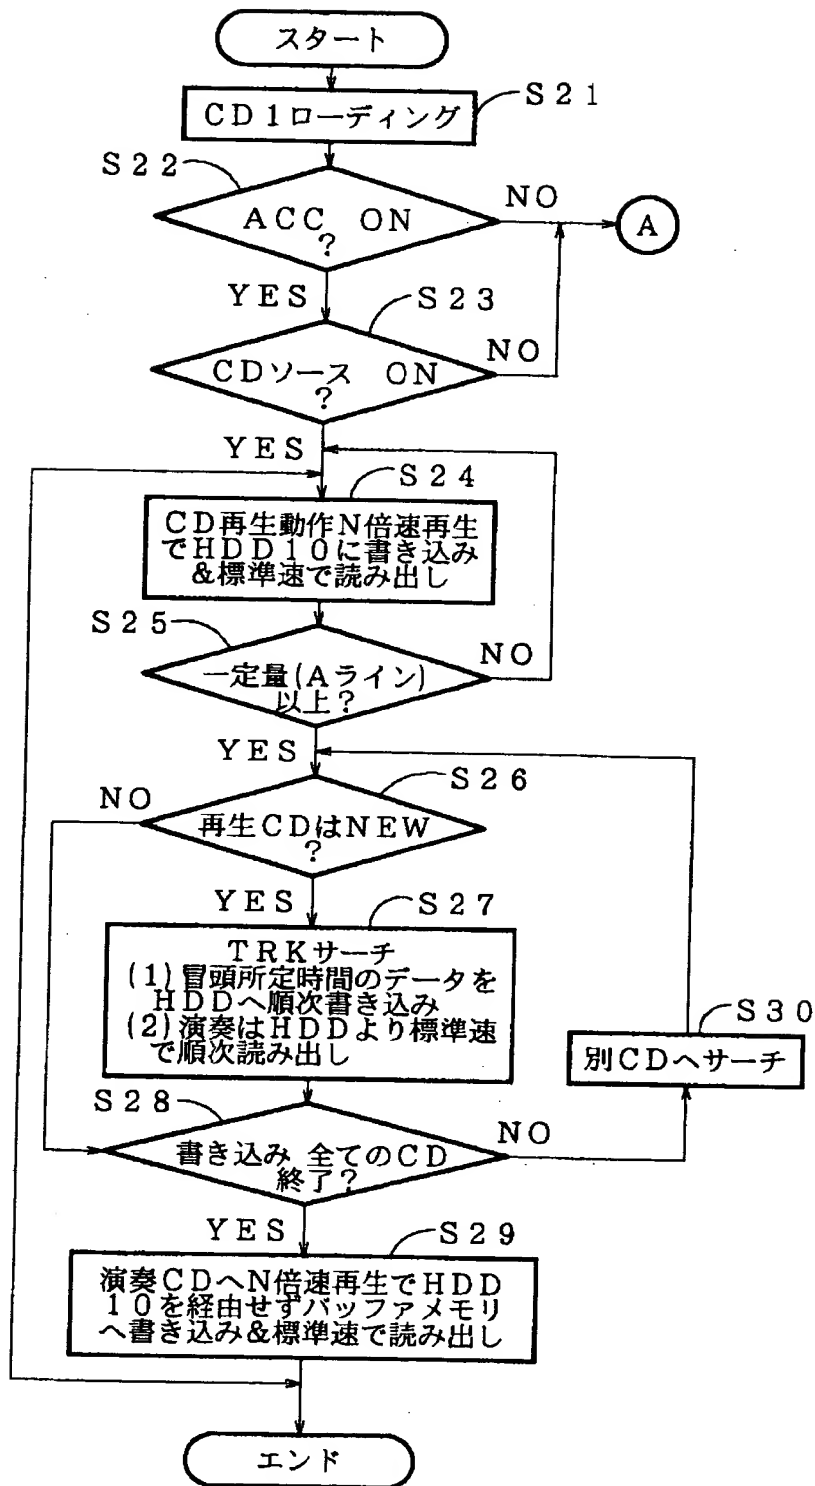 スタート
S21
CD1ローディング
S22
ACC ON
?
NO
A
YES
S23
CDソース ON
?
NO
YES
S24
CD再生動作N倍速再生
でHDD10に書き込み
&標準速で読み出し
S25
一定量(Aライン)
以上?
NO
YES
S26
NO
再生CDはNEW
?
YES
S27
TRKサーチ
(1)冒頭所定時間のデータを
HDDへ順次書き込み
(2)演奏はHDDより標準速
で順次読み出し
S30
別CDへサーチ
S28
書き込み 全てのCD
終了?
NO
YES
S29
演奏CDへN倍速再生でHDD
10を経由せずバッファメモリ
へ書き込み&標準速で読み出し
エンド